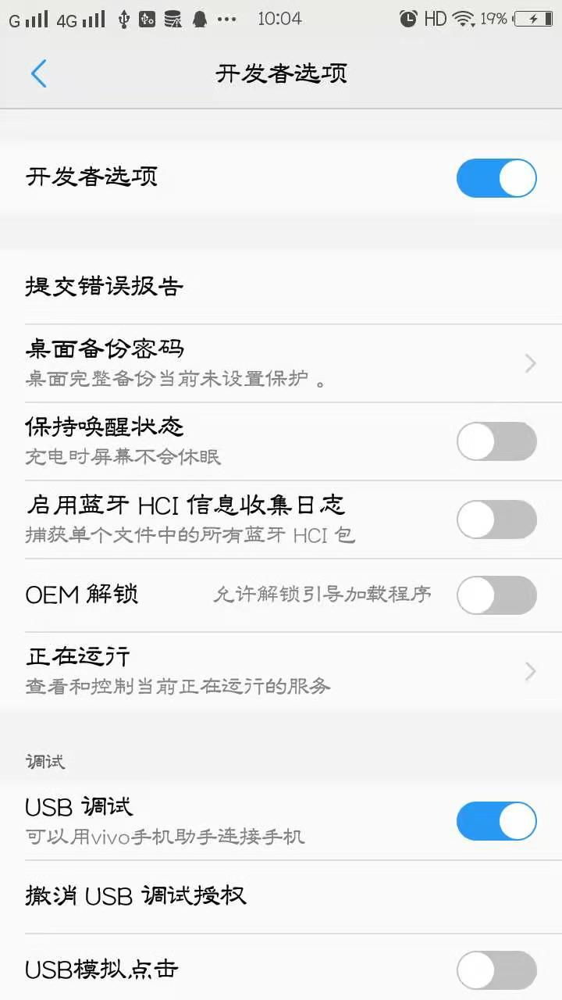 G 4G 10:04 HD 19%
开发者选项
开发者选项
提交错误报告
桌面备份密码
桌面完整备份当前未设置保护。
保持唤醒状态
充电时屏幕不会休眠
启用蓝牙 HCI 信息收集日志
捕获单个文件中的所有蓝牙 HCI 包
OEM 解锁 允许解锁引导加载程序
正在运行
查看和控制当前正在运行的服务
调试
USB 调试
可以用vivo手机助手连接手机
撤消 USB 调试授权
USB模拟点击